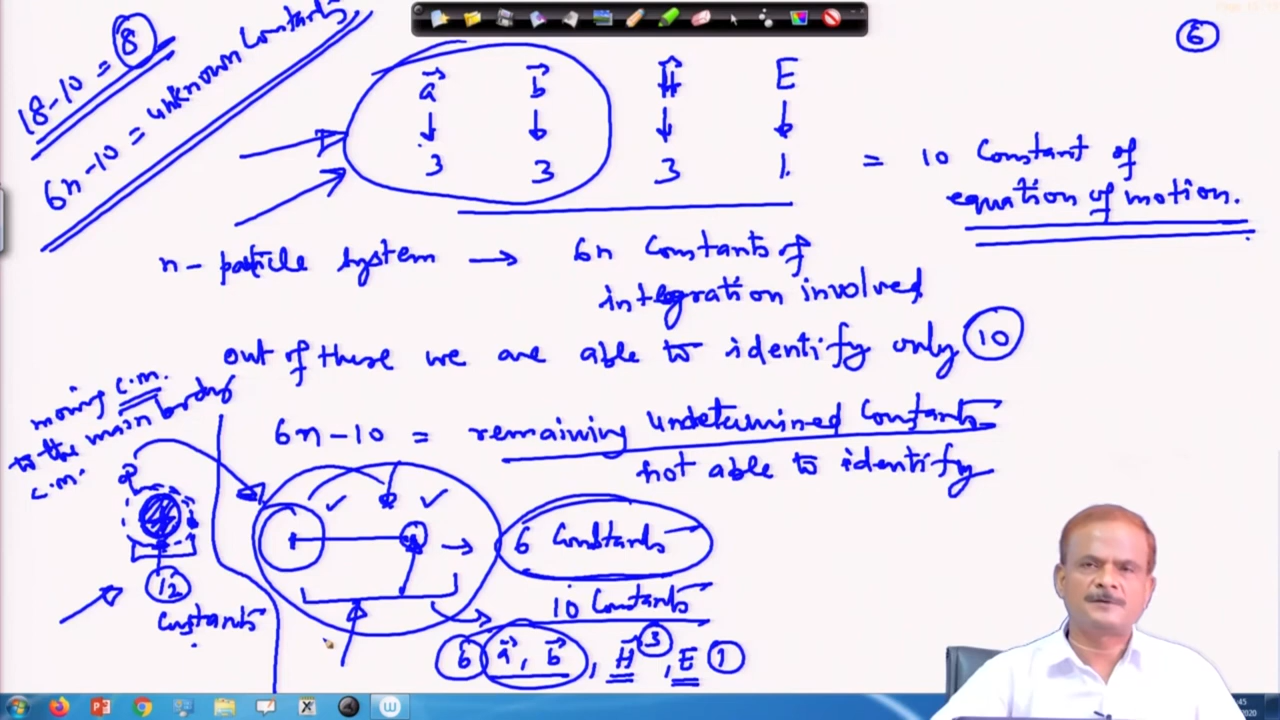 6
18-10 = 8
6n-10 = unknown Constants
a⃗ b⃗ H⃗ E
↓ ↓ ↓ ↓
3 3 3 1 = 10 Constant of
equation of motion.
n-particle system → 6n Constants of
integration involved
out of these we are able to identify only 10
6n-10 = remaining undetermined Constants
not able to identify
moving c.m.
to the main body
c.m.
12
Constants
→ 6 Constants
10 Constants
6 a⃗, b⃗, H⃗ 3, E 1